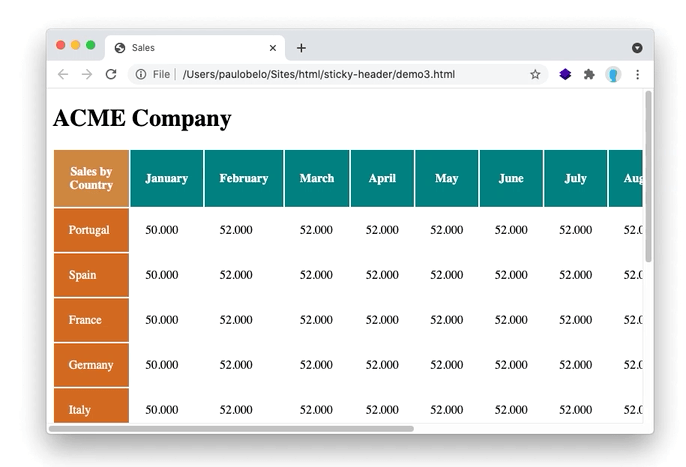 Sales
File /Users/paulobelo/Sites/html/sticky-header/demo3.html
ACME Company
Sales by
Country January February March April May June July Aug
Portugal 50.000 52.000 52.000 52.000 52.000 52.000 52.000 52.0
Spain 50.000 52.000 52.000 52.000 52.000 52.000 52.000 52.0
France 50.000 52.000 52.000 52.000 52.000 52.000 52.000 52.0
Germany 50.000 52.000 52.000 52.000 52.000 52.000 52.000 52.0
Italy 50.000 52.000 52.000 52.000 52.000 52.000 52.000 52.0